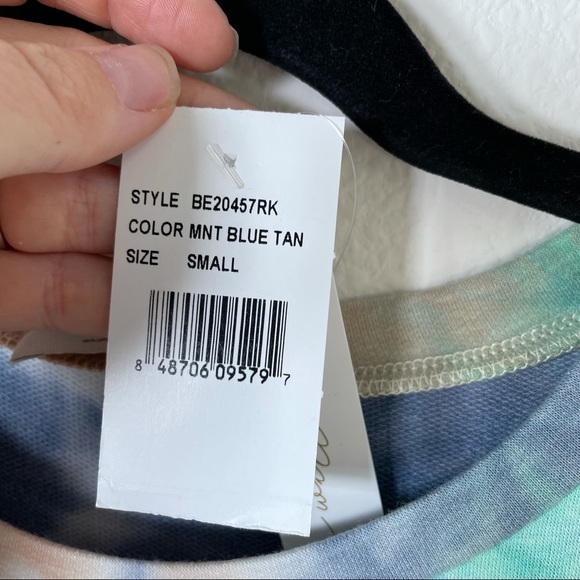 STYLE BE20457RK
COLOR MNT BLUE TAN
SIZE SMALL
8 48706 09579 7